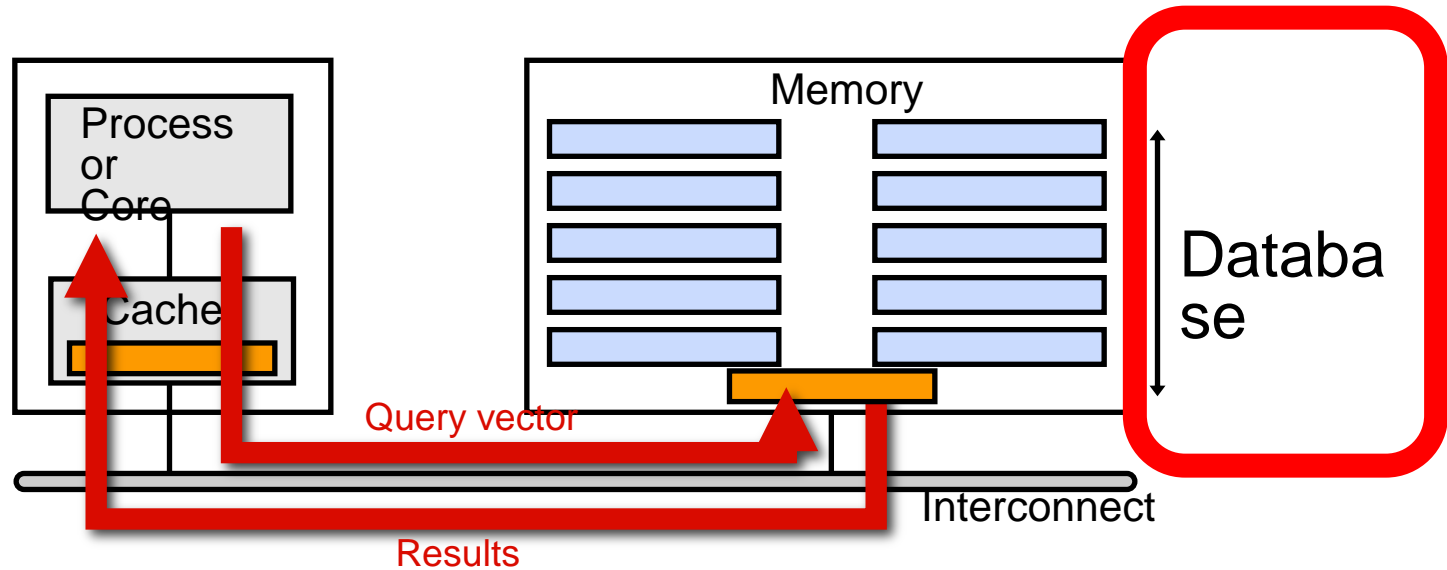 Process
or
Core
Cache
Memory
Databa
se
Query vector
Interconnect
Results